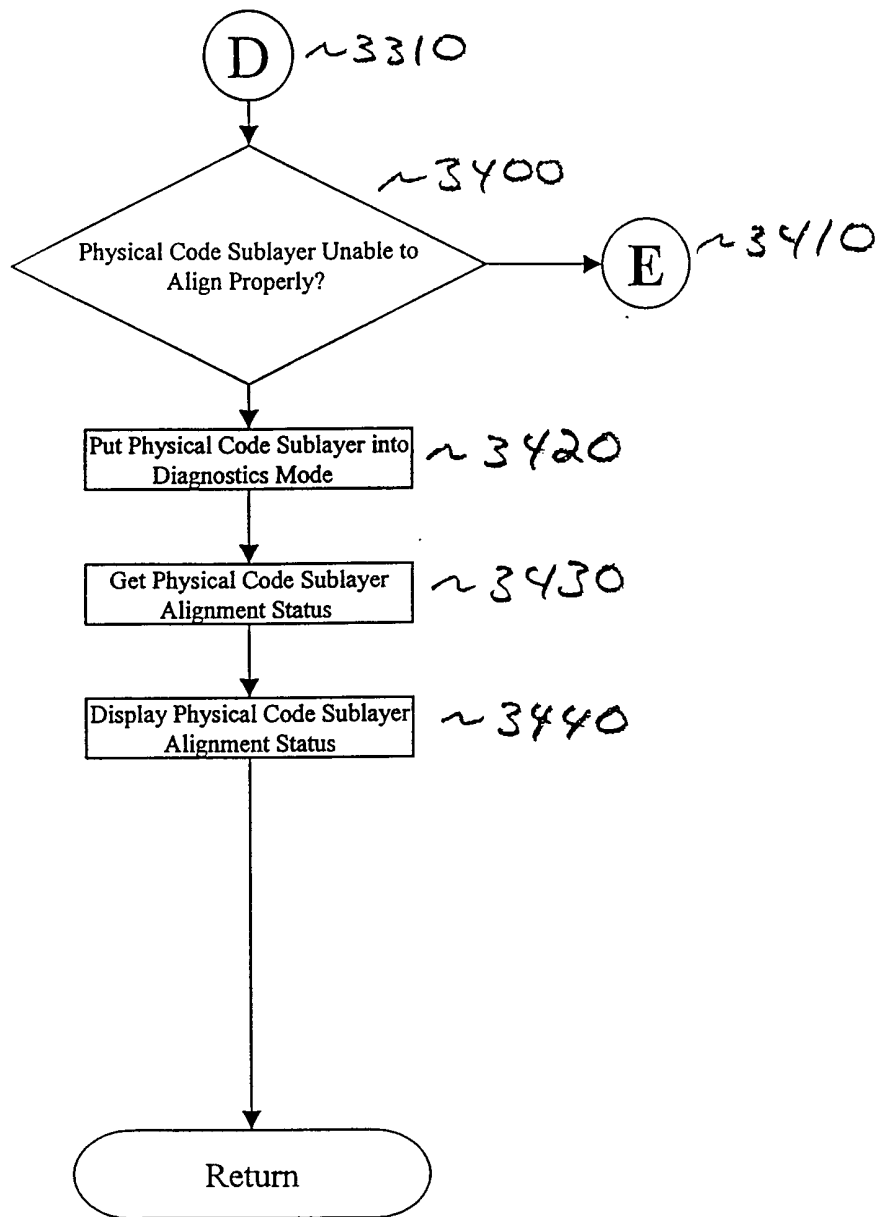 D ~3310
~3400
Physical Code Sublayer Unable to
Align Properly?
E ~3410
Put Physical Code Sublayer into
Diagnostics Mode
~3420
Get Physical Code Sublayer
Alignment Status
~3430
Display Physical Code Sublayer
Alignment Status
~3440
Return